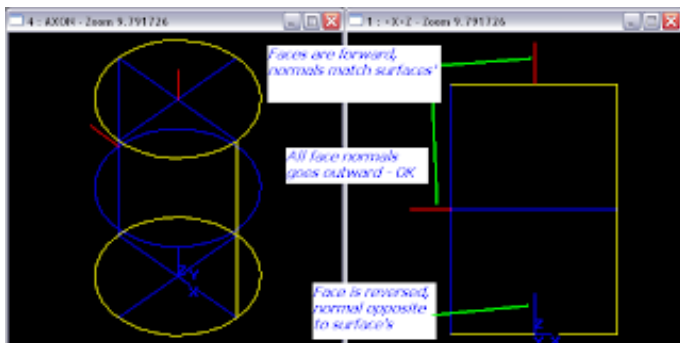 4 : AXON - Zoom 9.791726
1 : +X+Z - Zoom 9.791726
Faces are forward,
normals match surfaces'
All face normals
goes outward - OK
Face is reversed,
normal opposite
to surface's
X